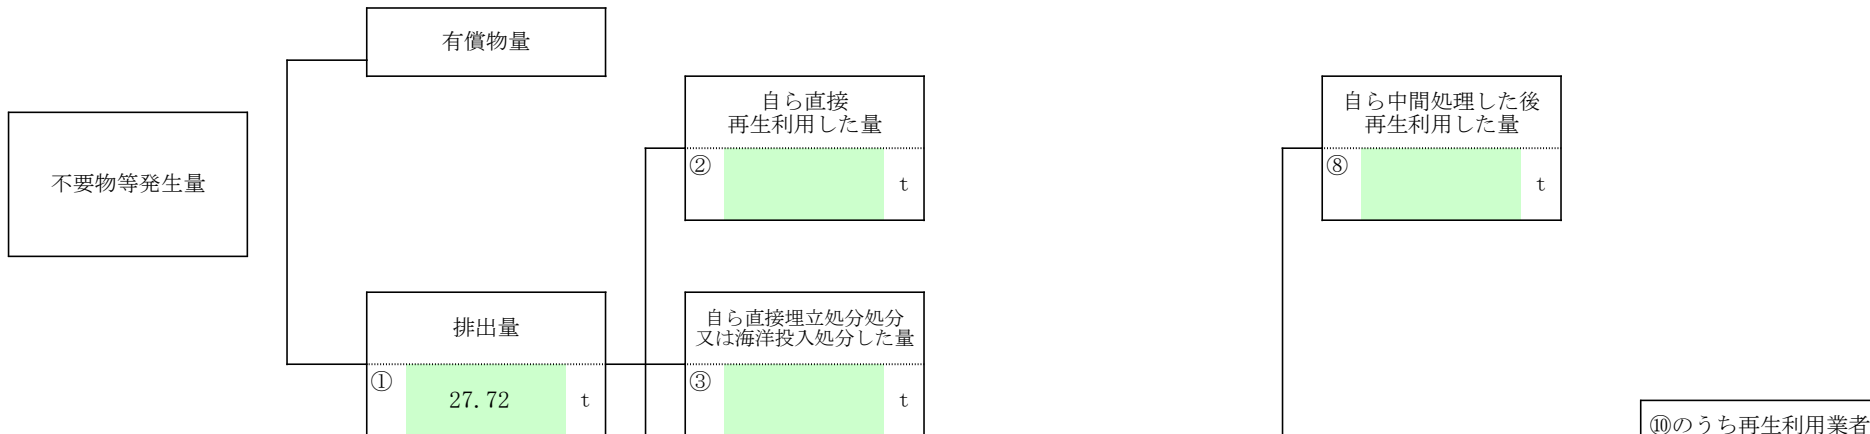 有償物量
自ら直接
再生利用した量
自ら中間処理した後
再生利用した量
不要物等発生量
②
t
⑧
t
排出量
自ら直接埋立処分処分
又は海洋投入処分した量
①
27.72 t
③
t
⑩のうち再生利用業者